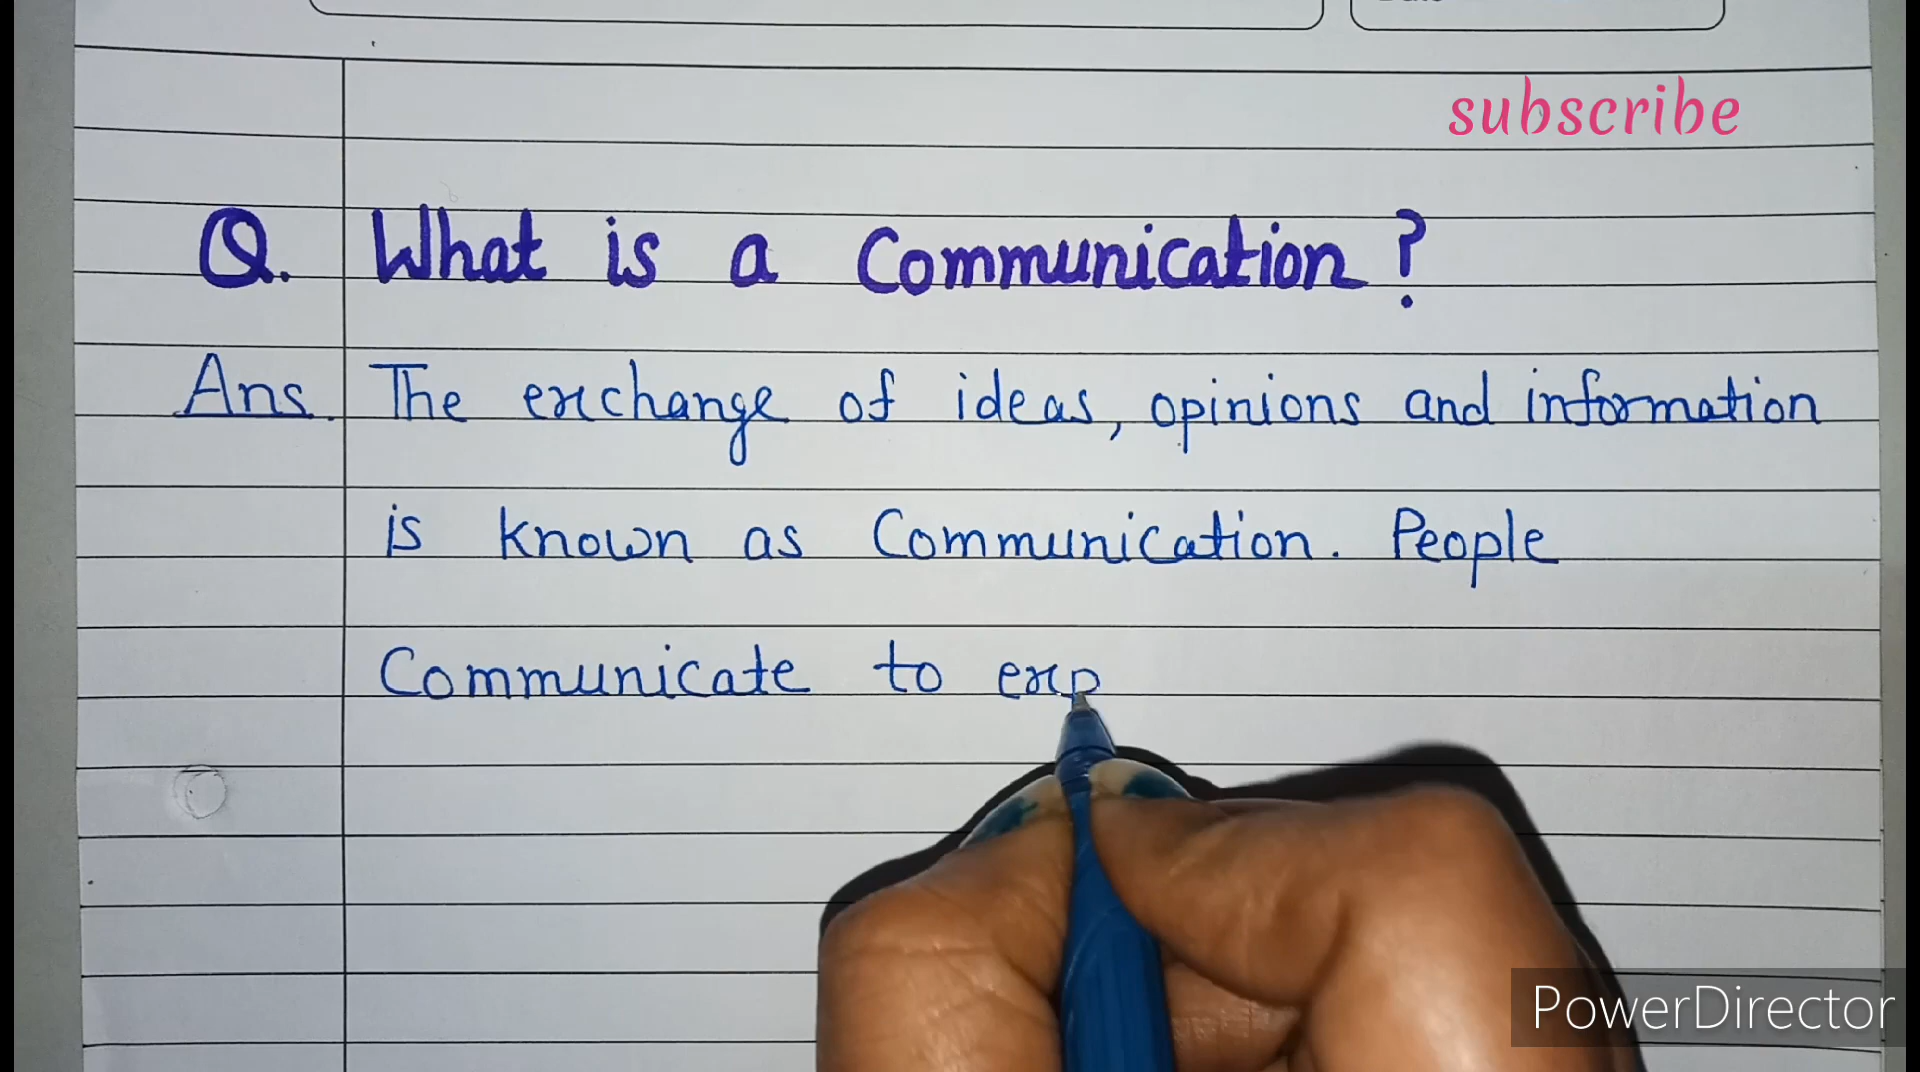 subscribe
Q. What is a Communication?
Ans. The exchange of ideas, opinions and information
is known as Communication. People
Communicate to exp
PowerDirector